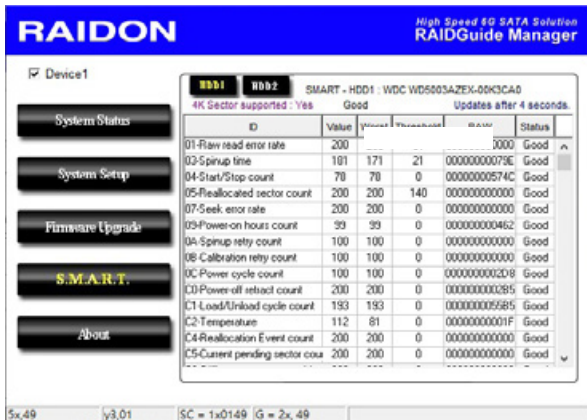 RAIDON
High Speed 6G SATA Solution
RAIDGuide Manager
Device1
HDD1 HDD2 SMART - HDD1 : WDC WD5003AZEX-00K3CA0
4K Sector supported : Yes Good Updates after 4 seconds.
System Status
System Setup
Firmware Upgrade
S.M.A.R.T.
About
ID Value Worst Threshold RAW Status
01-Raw read error rate 200 0000 Good
03-Spinup time 181 171 21 00000000079E Good
04-Start/Stop count 78 78 0 00000000574C Good
05-Reallocated sector count 200 200 140 000000000000 Good
07-Seek error rate 200 200 0 000000000000 Good
09-Power-on hours count 99 99 0 000000000462 Good
0A-Spinup retry count 100 100 0 000000000000 Good
0B-Calibration retry count 100 100 0 000000000000 Good
0C-Power cycle count 100 100 0 0000000002D8 Good
C0-Power-off retract count 200 200 0 0000000002B5 Good
C1-Load/Unload cycle count 193 193 0 0000000055B5 Good
C2-Temperature 112 81 0 00000000001F Good
C4-Reallocation Event count 200 200 0 000000000000 Good
C5-Current pending sector cou 200 200 0 000000000000 Good
5x,49 y3,01 SC = 1x0149 G = 2x, 49